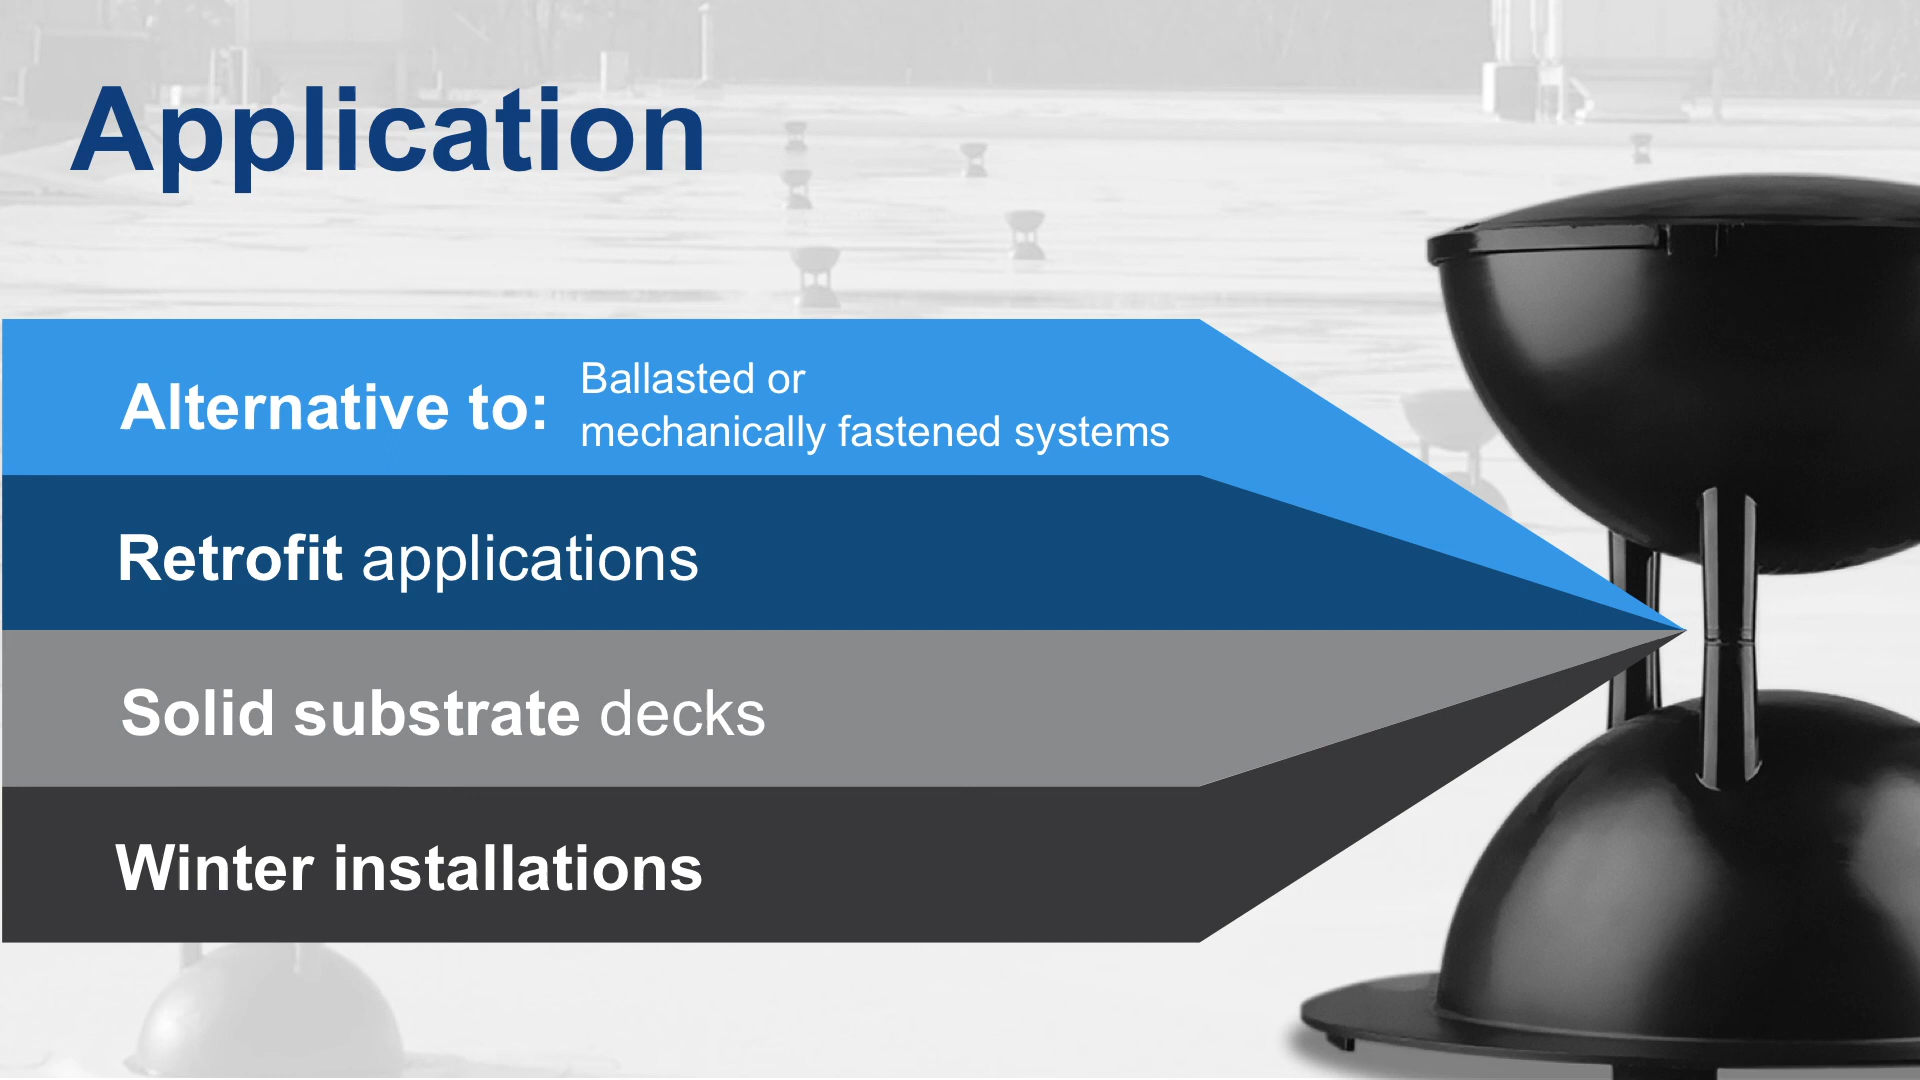 Application
Alternative to:
Ballasted or
mechanically fastened systems
Retrofit applications
Solid substrate decks
Winter installations